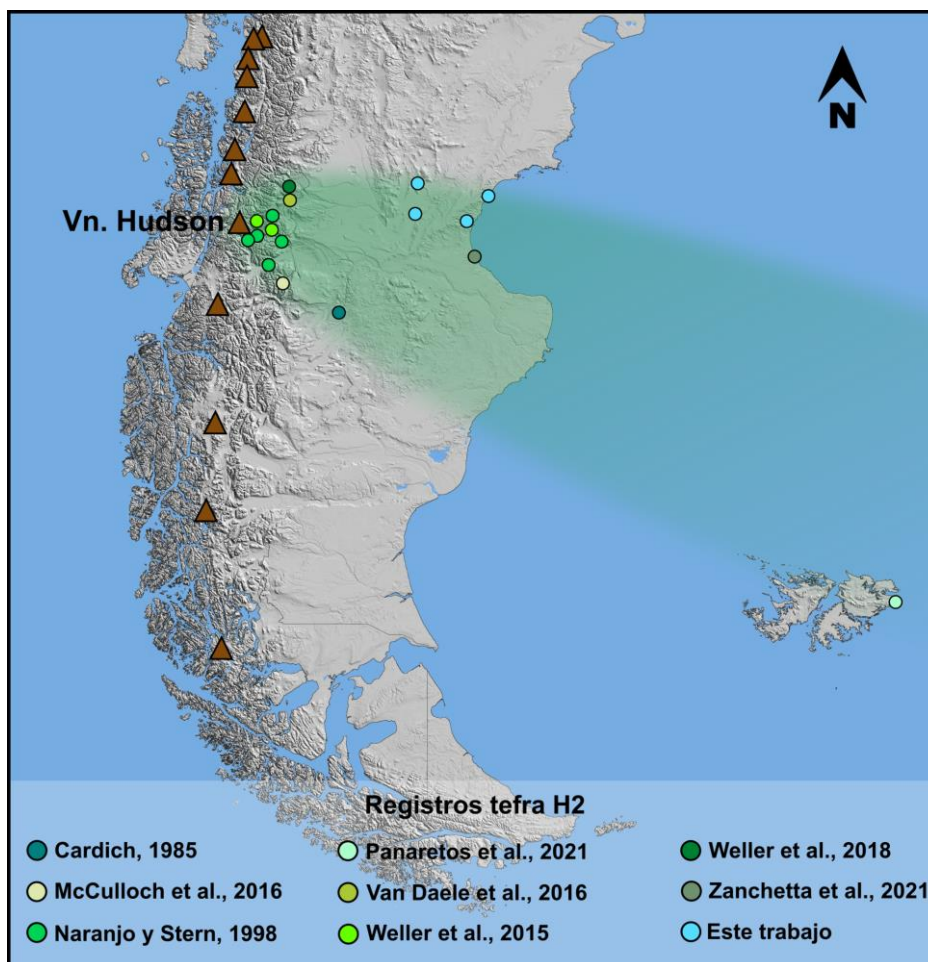 N
Vn. Hudson
Registros tefra H2
Cardich, 1985
Panaretos et al., 2021
Weller et al., 2018
McCulloch et al., 2016
Van Daele et al., 2016
Zanchetta et al., 2021
Naranjo y Stern, 1998
Weller et al., 2015
Este trabajo